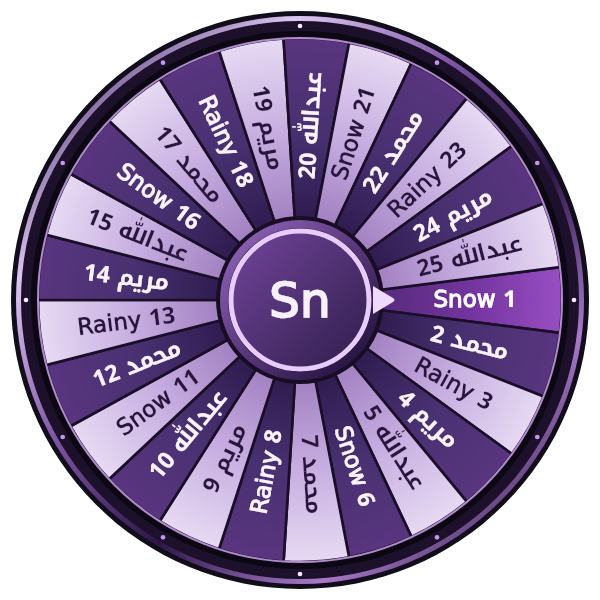 Sn
Snow 1
محمد 2
Rainy 3
مريم 4
عبدالله 5
Snow 6
محمد 7
Rainy 8
مريم 9
عبدالله 10
Snow 11
محمد 12
Rainy 13
مريم 14
عبدالله 15
Snow 16
محمد 17
Rainy 18
مريم 19
عبدالله 20
Snow 21
محمد 22
Rainy 23
مريم 24
عبدالله 25